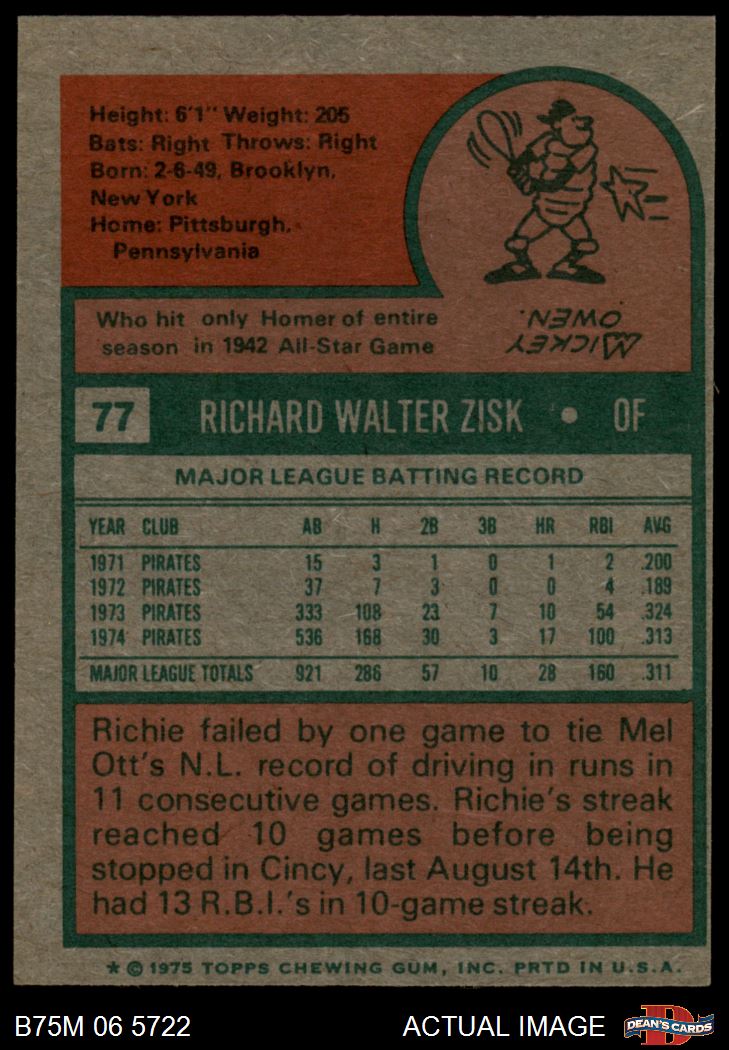 Height: 6'1" Weight: 205
Bats: Right Throws: Right
Born: 2-6-49, Brooklyn,
New York
Home: Pittsburgh,
Pennsylvania
Who hit only Homer of entire
season in 1942 All-Star Game
MICKEY
OWEN.
77 RICHARD WALTER ZISK • OF
MAJOR LEAGUE BATTING RECORD
YEAR CLUB AB H 2B 3B HR RBI AVG
1971 PIRATES 15 3 1 0 1 2 .200
1972 PIRATES 37 7 3 0 0 4 .189
1973 PIRATES 333 108 23 7 10 54 .324
1974 PIRATES 536 168 30 3 17 100 .313
MAJOR LEAGUE TOTALS 921 286 57 10 28 160 .311
Richie failed by one game to tie Mel
Ott's N.L. record of driving in runs in
11 consecutive games. Richie's streak
reached 10 games before being
stopped in Cincy, last August 14th. He
had 13 R.B.I.'s in 10-game streak.
* © 1975 TOPPS CHEWING GUM, INC. PRTD IN U.S.A.
B75M 06 5722 ACTUAL IMAGE D DEAN'S CARDS